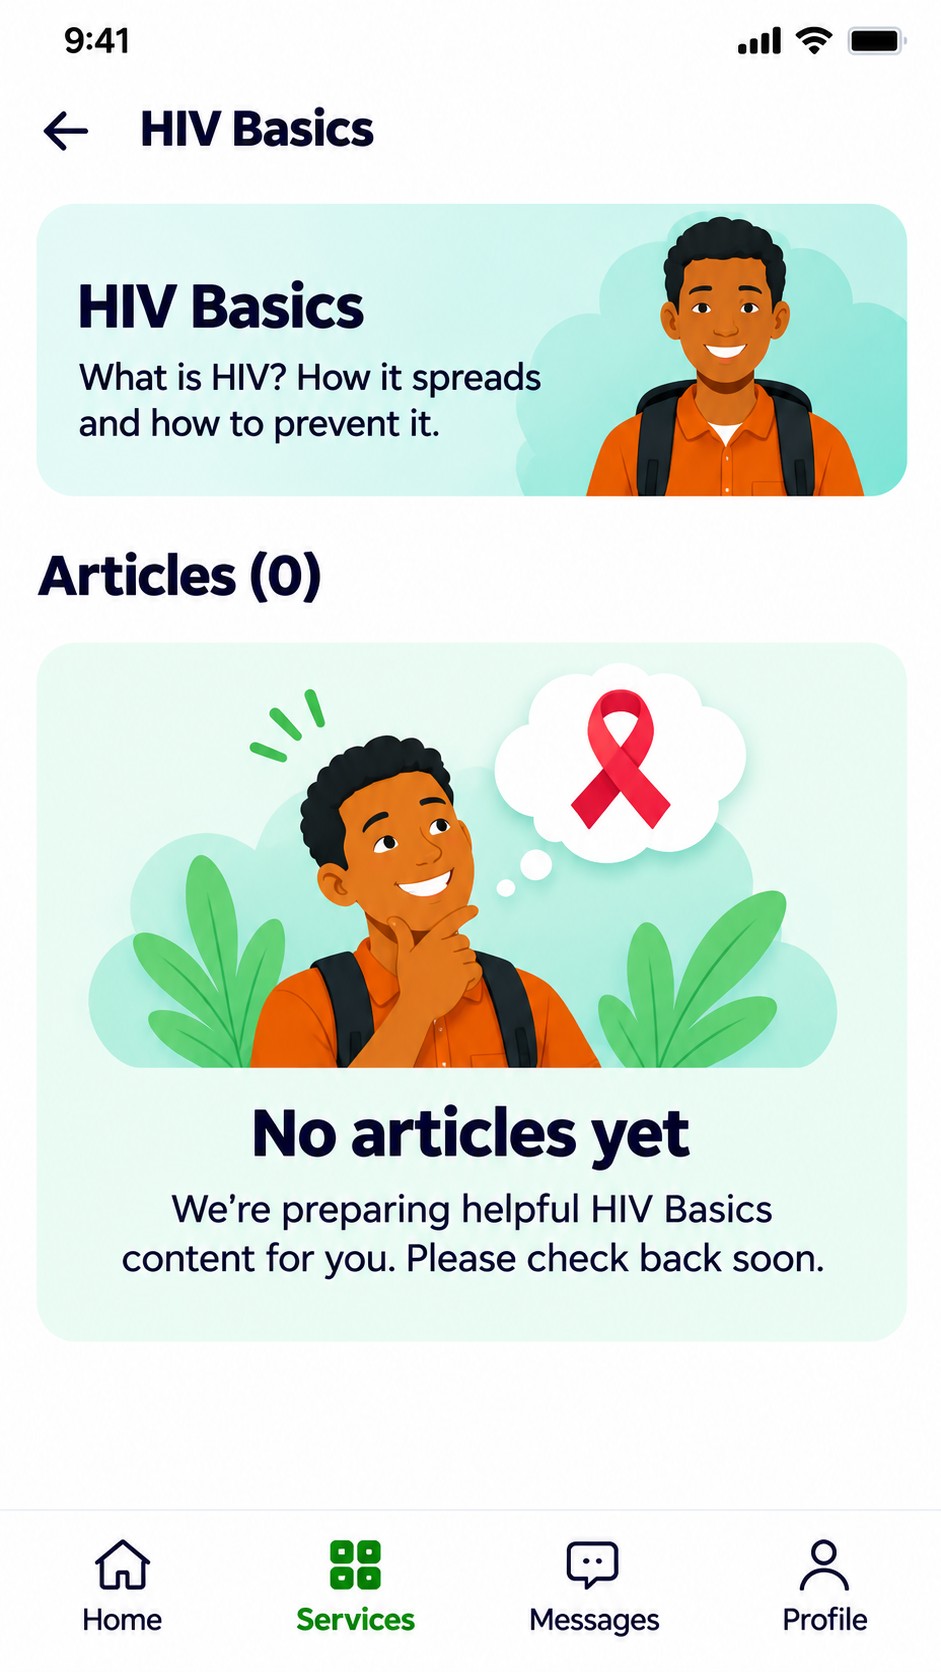 9:41
HIV Basics
HIV Basics
What is HIV? How it spreads
and how to prevent it.
Articles (0)
No articles yet
We’re preparing helpful HIV Basics
content for you. Please check back soon.
Home
Services
Messages
Profile